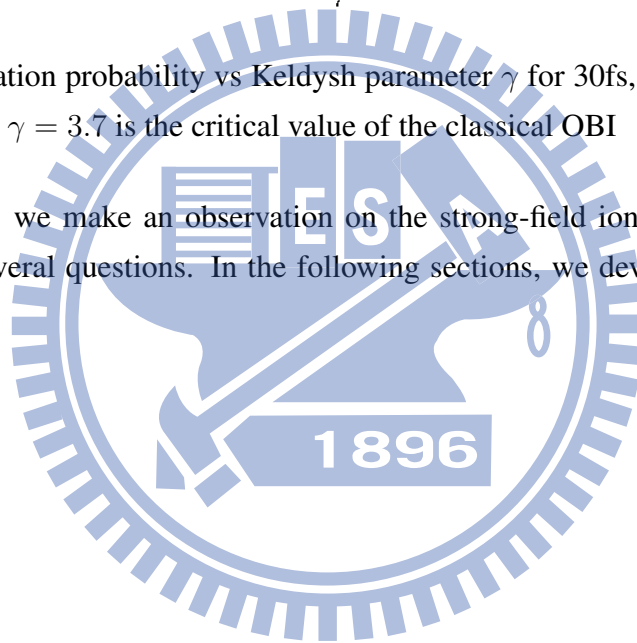 ation probability vs Keldysh parameter γ for 30fs,
γ = 3.7 is the critical value of the classical OBI
we make an observation on the strong-field ion
veral questions. In the following sections, we dev
E S A
1896